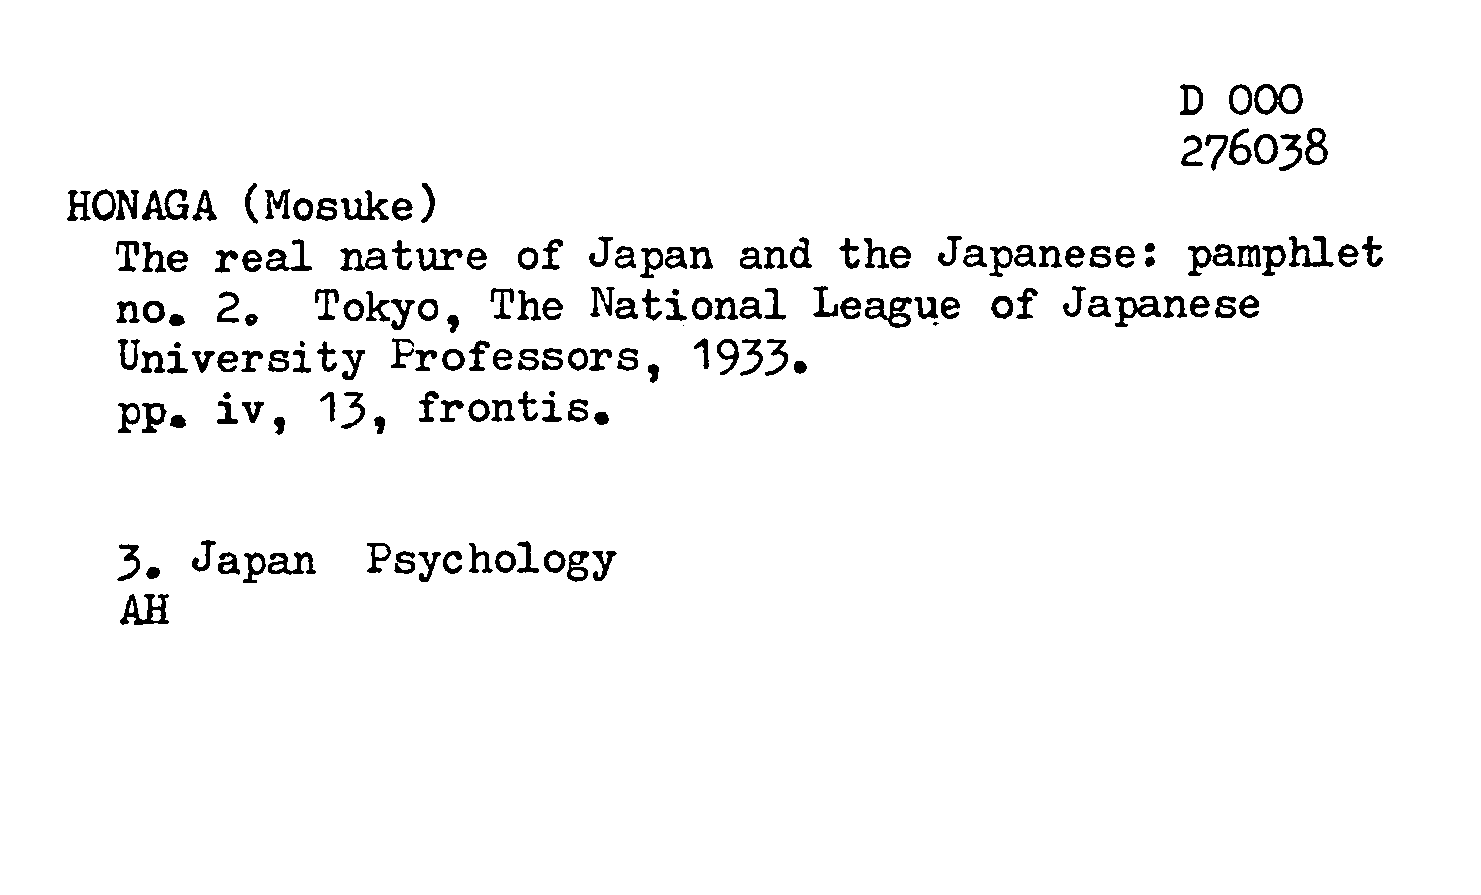 D 000
276038
HONAGA (Mosuke)
The real nature of Japan and the Japanese: pamphlet
no. 2. Tokyo, The National League of Japanese
University Professors, 1933.
pp. iv, 13, frontis.
3. Japan Psychology
AH